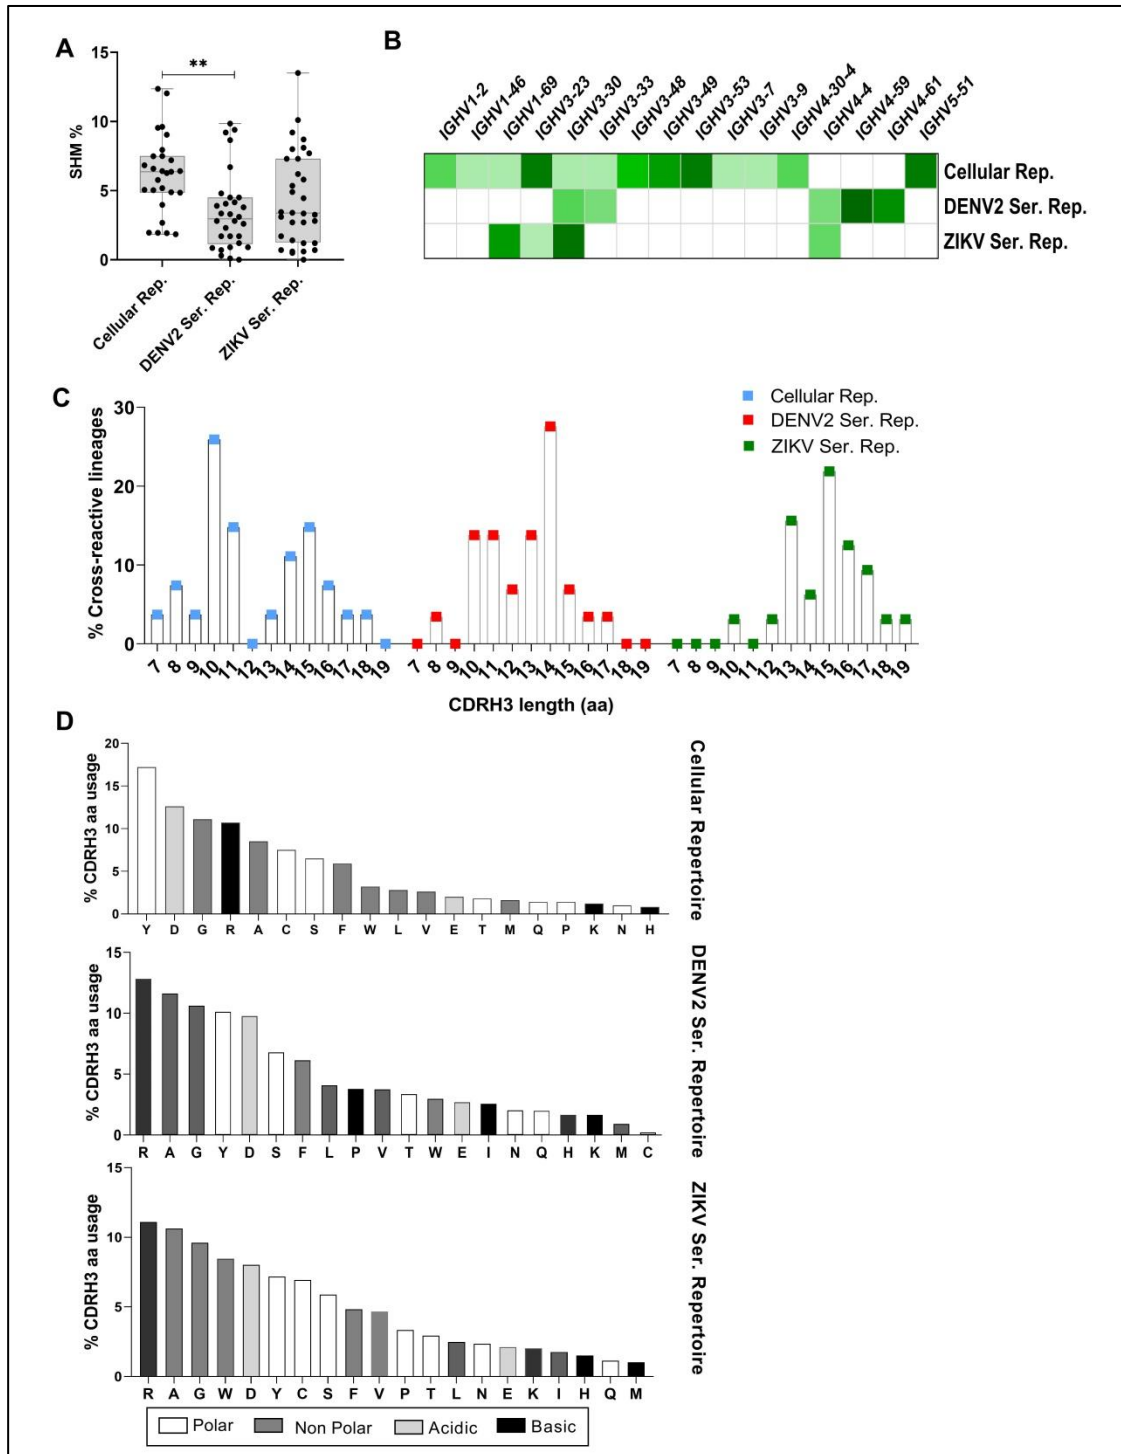 A
SHM %
15
10
5
0
**
Cellular Rep.
DENV2 Ser. Rep.
ZIKV Ser. Rep.
B
IGHV1-2
IGHV1-46
IGHV1-69
IGHV3-23
IGHV3-30
IGHV3-33
IGHV3-48
IGHV3-49
IGHV3-53
IGHV3-7
IGHV3-9
IGHV4-30-4
IGHV4-4
IGHV4-59
IGHV4-61
IGHV5-51
Cellular Rep.
DENV2 Ser. Rep.
ZIKV Ser. Rep.
C
% Cross-reactive lineages
30
20
10
0
Cellular Rep.
DENV2 Ser. Rep.
ZIKV Ser. Rep.
7 8 9 10 11 12 13 14 15 16 17 18 19 7 8 9 10 11 12 13 14 15 16 17 18 19 7 8 9 10 11 12 13 14 15 16 17 18 19
CDRH3 length (aa)
D
% CDRH3 aa usage
20
15
10
5
0
Y D G R A C S F W L V E T M Q P K N H
Cellular Repertoire
% CDRH3 aa usage
15
10
5
0
R A G Y D S F L P V T W E I N Q H K M C
DENV2 Ser. Repertoire
% CDRH3 aa usage
15
10
5
0
R A G W D Y C S F V P T L N E K I H Q M
ZIKV Ser. Repertoire
Polar Non Polar Acidic Basic